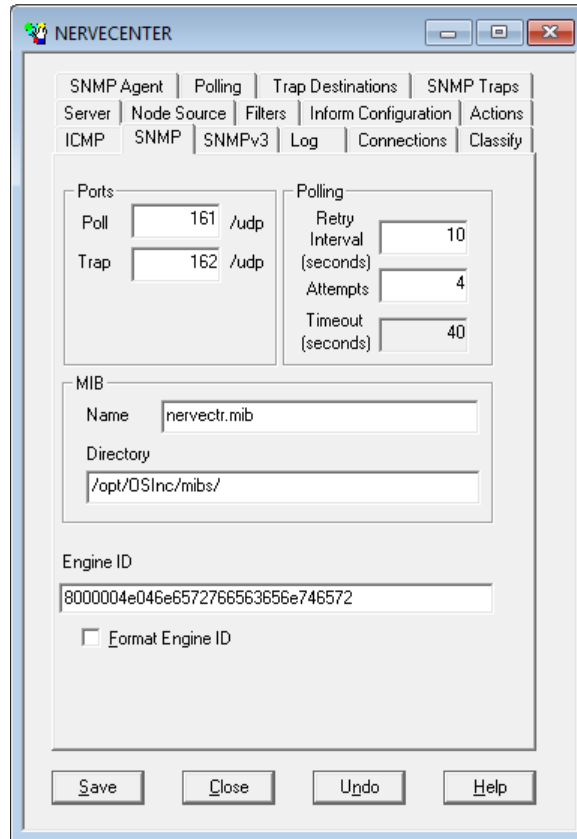 NERVECENTER
SNMP Agent Polling Trap Destinations SNMP Traps
Server Node Source Filters Inform Configuration Actions
ICMP SNMP SNMPv3 Log Connections Classify
Ports
Poll 161 /udp
Trap 162 /udp
Polling
Retry
Interval
(seconds)
10
Attempts 4
Timeout
(seconds)
40
MIB
Name nervectr.mib
Directory
/opt/OSInc/mibs/
Engine ID
8000004e046e6572766563656e746572
Format Engine ID
Save Close Undo Help